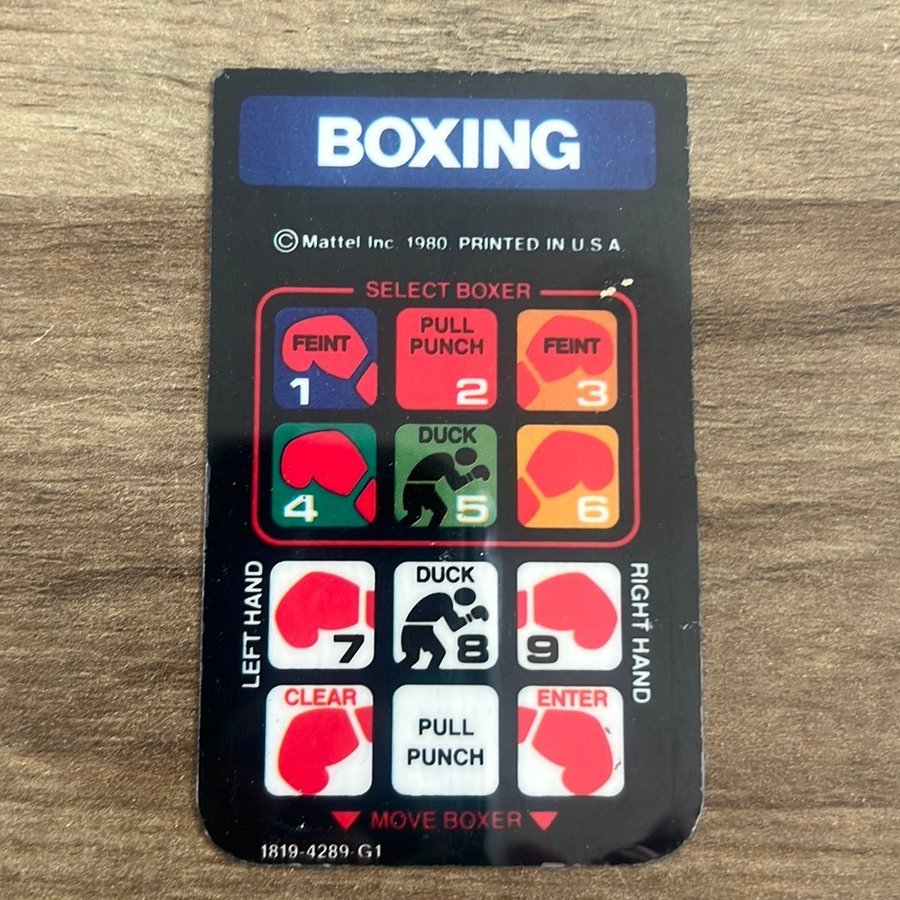 BOXING
©Mattel Inc. 1980. PRINTED IN U.S.A.
SELECT BOXER
FEINT 1
PULL
PUNCH
2
FEINT
3
4
DUCK
5
6
LEFT HAND
7
DUCK
8
9
RIGHT HAND
CLEAR
PULL
PUNCH
ENTER
MOVE BOXER
1819-4289-G1